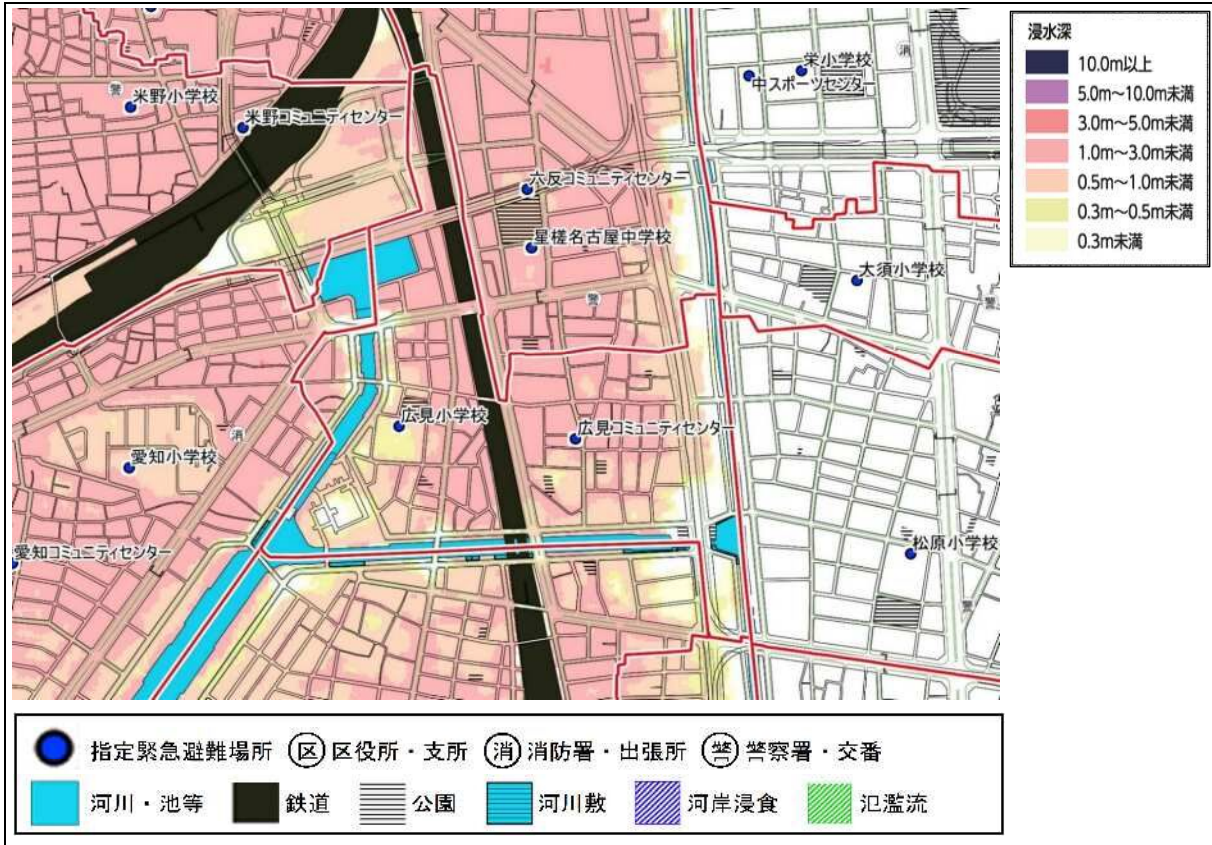 浸水深
10.0m以上
5.0m～10.0m未満
3.0m～5.0m未満
1.0m～3.0m未満
0.5m～1.0m未満
0.3m～0.5m未満
0.3m未満
栄小学校
消
中スポーツセンター
警
米野小学校
米野コミュニティセンター
六反コミュニティセンター
星槎名古屋中学校
大須小学校
警
警
広見小学校
広見コミュニティセンター
消
愛知小学校
愛知コミュニティセンター
松原小学校
警
指定緊急避難場所 区 区役所・支所 消 消防署・出張所 警 警察署・交番
河川・池等 鉄道 公園 河川敷 河岸浸食 氾濫流